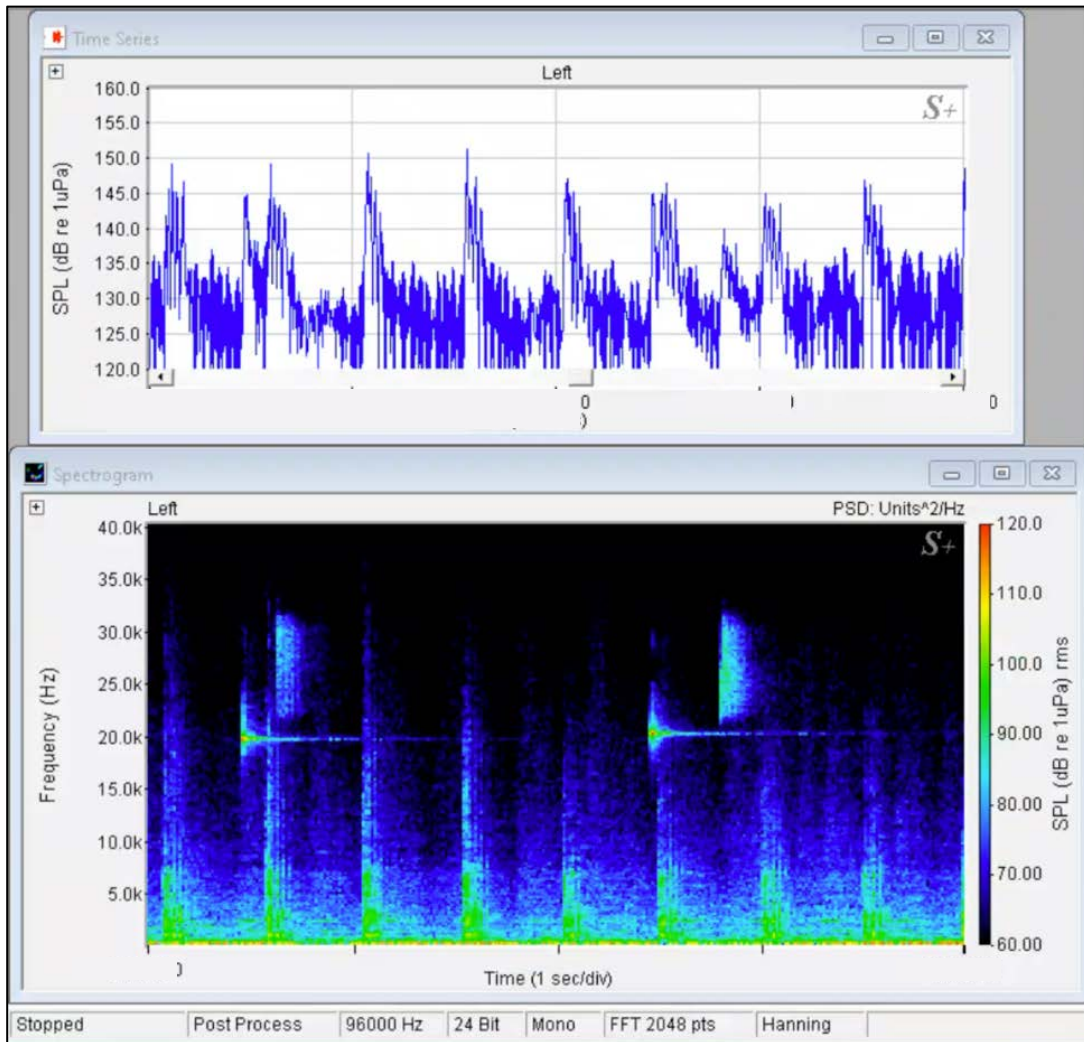 Time Series
Left
S+
160.0
155.0
150.0
145.0
140.0
135.0
130.0
125.0
120.0
SPL (dB re 1uPa)
0
0
)
Spectrogram
Left PSD: Units^2/Hz
S+
40.0k
35.0k
30.0k
25.0k
20.0k
15.0k
10.0k
5.0k
Frequency (Hz)
120.0
110.0
100.0
90.00
80.00
70.00
60.00
SPL (dB re 1uPa) rms
Time (1 sec/div)
Stopped Post Process 96000 Hz 24 Bit Mono FFT 2048 pts Hanning